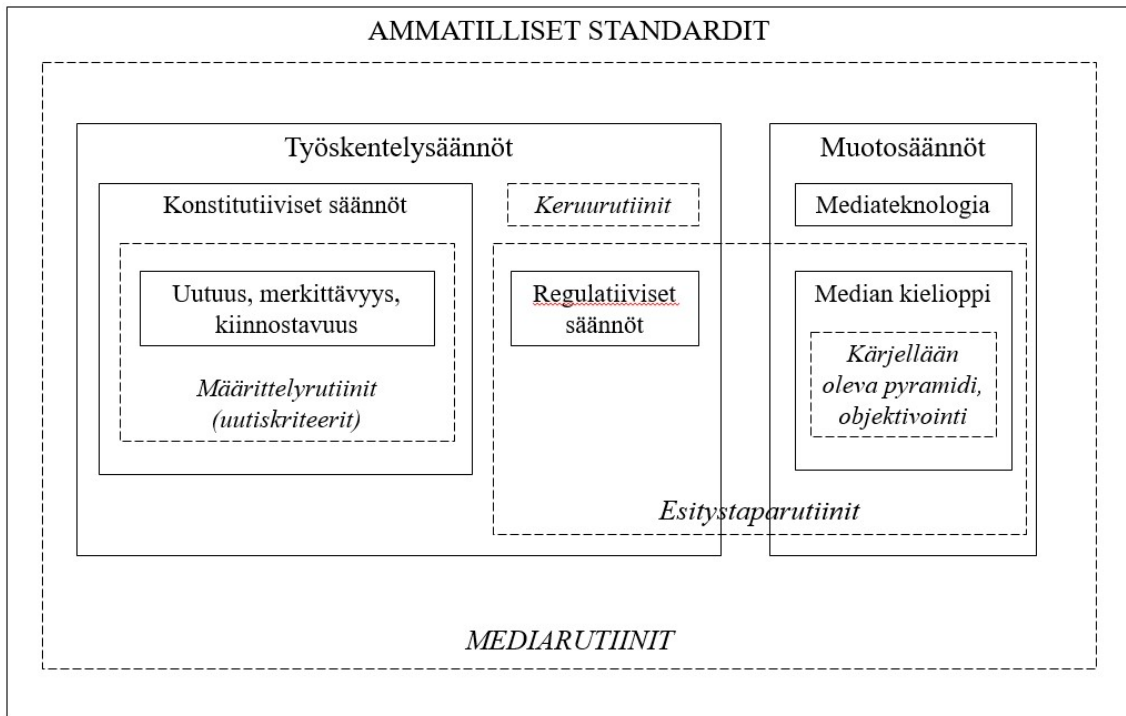 AMMATILLISET STANDARDIT
Työskentelysäännöt
Konstitutiiviset säännöt
Uutuus, merkittävyys,
kiinnostavuus
Määrittelyrutiinit
(uutiskriteerit)
Keruurutiinit
Regulatiiviset
säännöt
Muotosäännöt
Mediateknologia
Median kielioppi
Kärjellään
oleva pyramidi,
objektivointi
Esitystaparutiinit
MEDIARUTIINIT